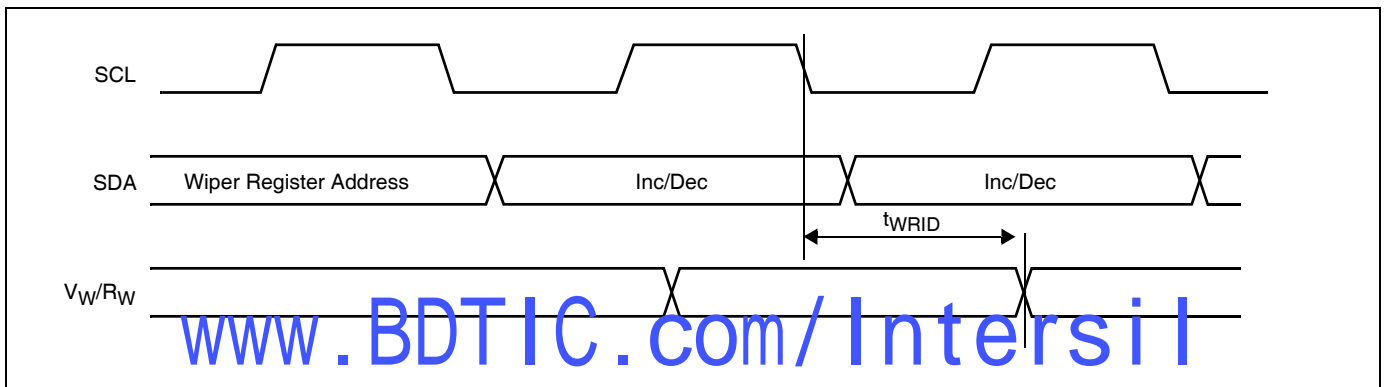 SCL
SDA
Wiper Register Address
Inc/Dec
Inc/Dec
tWRID
VW/RW
www.BDTIC.com/Intersil